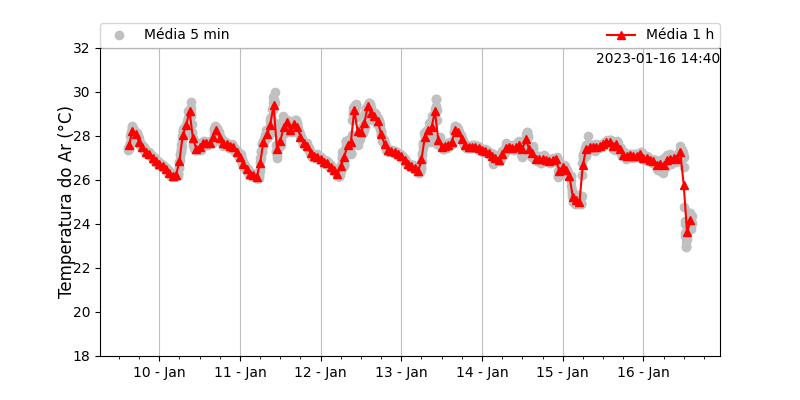 Média 5 min
Média 1 h
2023-01-16 14:40
Temperatura do Ar (°C)
32
30
28
26
24
22
20
18
10 - Jan
11 - Jan
12 - Jan
13 - Jan
14 - Jan
15 - Jan
16 - Jan